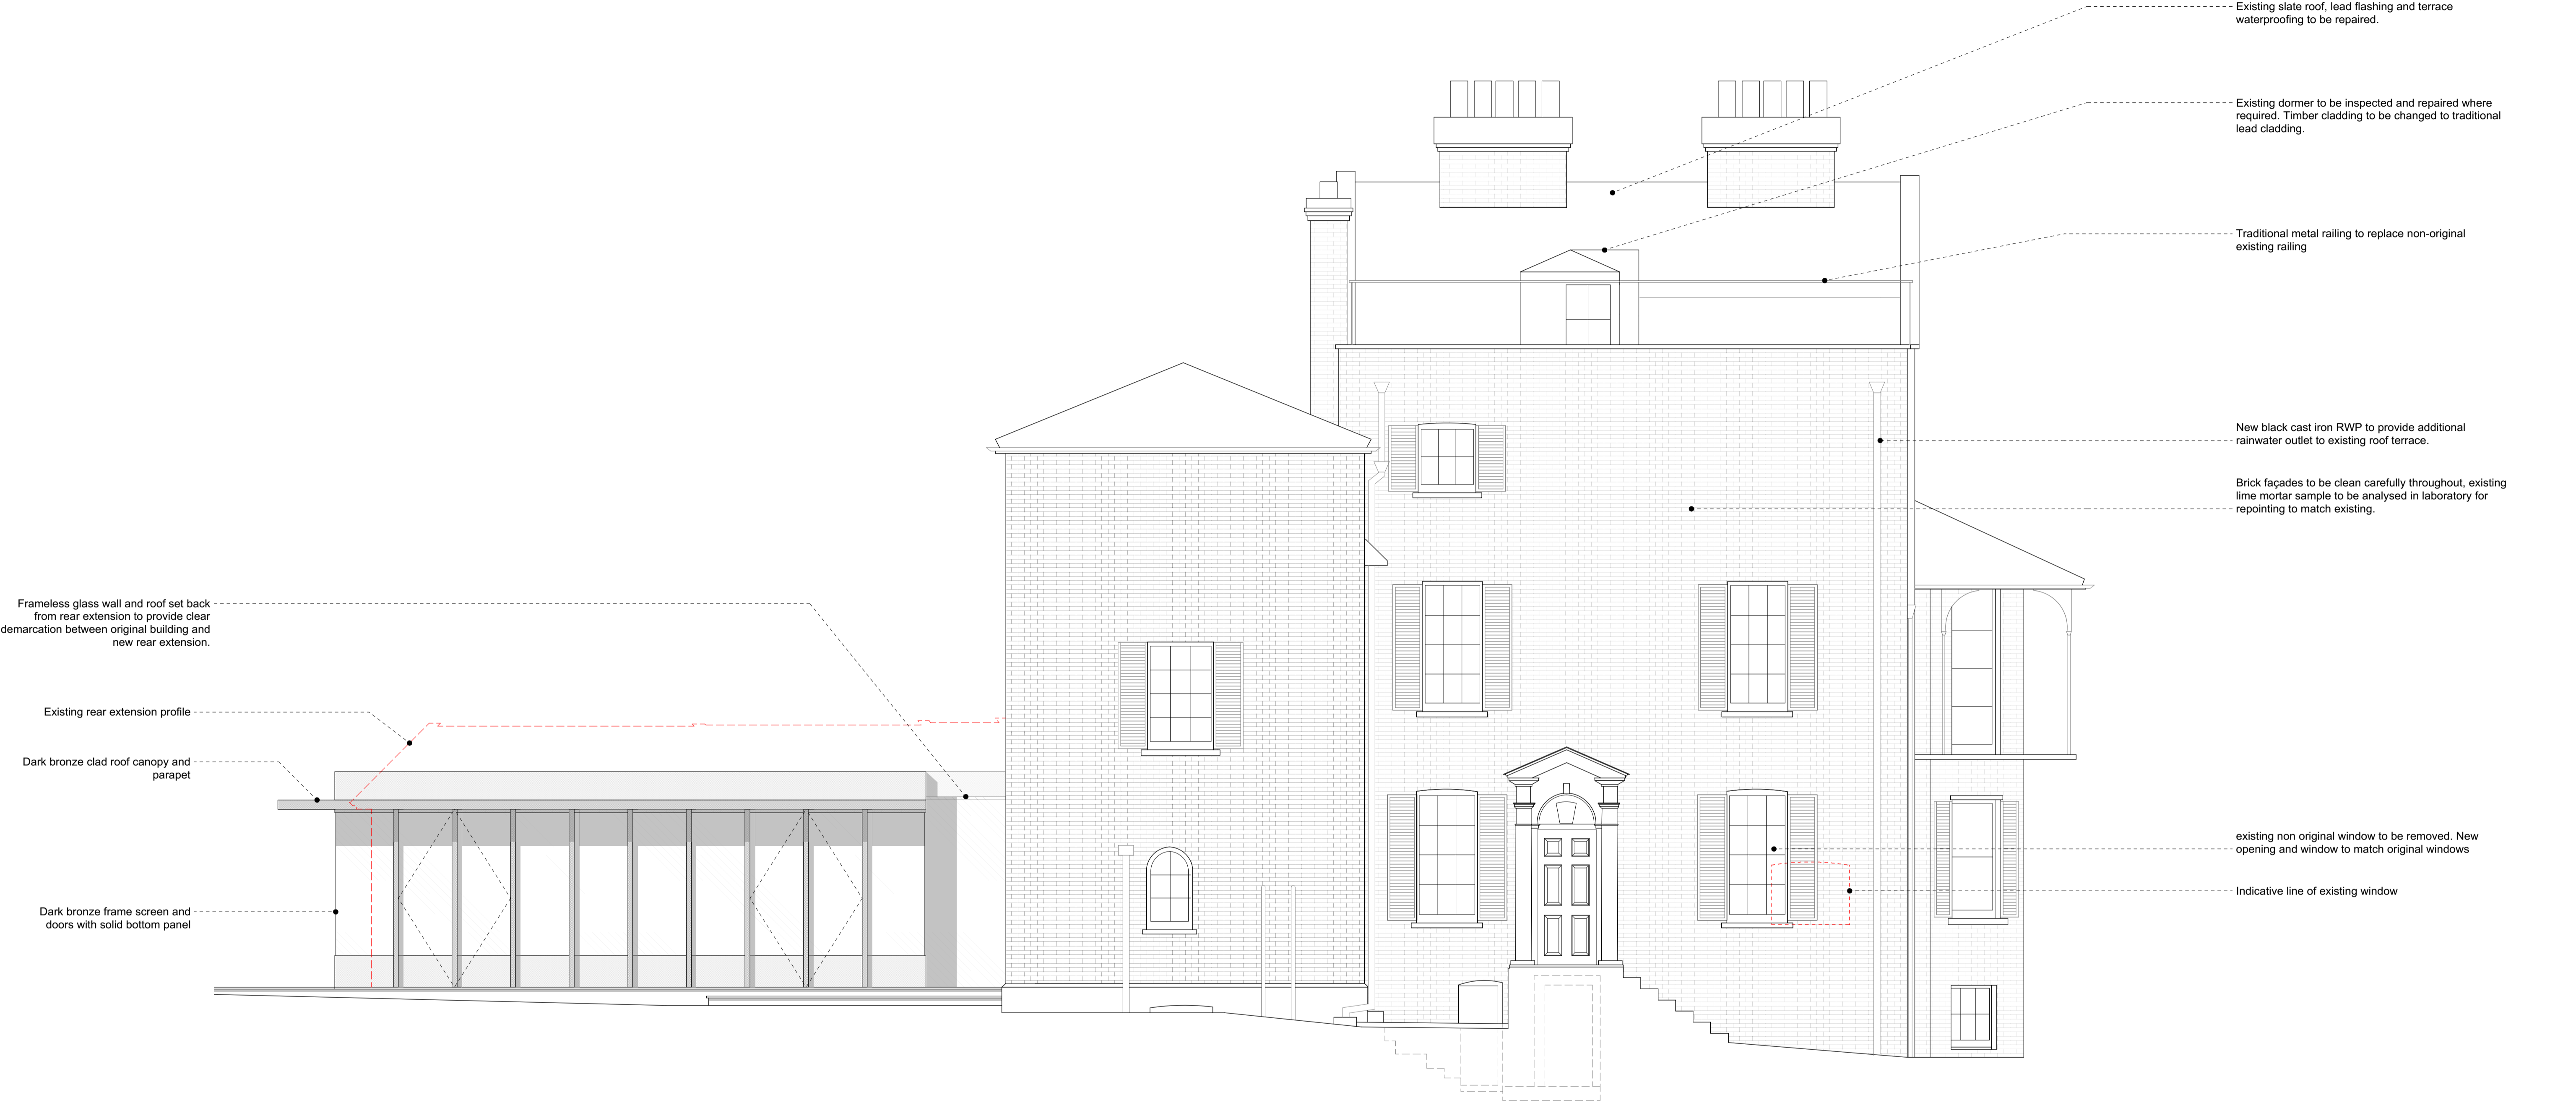 Existing slate roof, lead flashing and terrace
waterproofing to be repaired.
Existing dormer to be inspected and repaired where
required. Timber cladding to be changed to traditional
lead cladding.
Traditional metal railing to replace non-original
existing railing
New black cast iron RWP to provide additional
rainwater outlet to existing roof terrace.
Brick façades to be clean carefully throughout, existing
lime mortar sample to be analysed in laboratory for
repointing to match existing.
Frameless glass wall and roof set back
from rear extension to provide clear
demarcation between original building and
new rear extension.
Existing rear extension profile
Dark bronze clad roof canopy and
parapet
Dark bronze frame screen and
doors with solid bottom panel
existing non original window to be removed. New
opening and window to match original windows
Indicative line of existing window